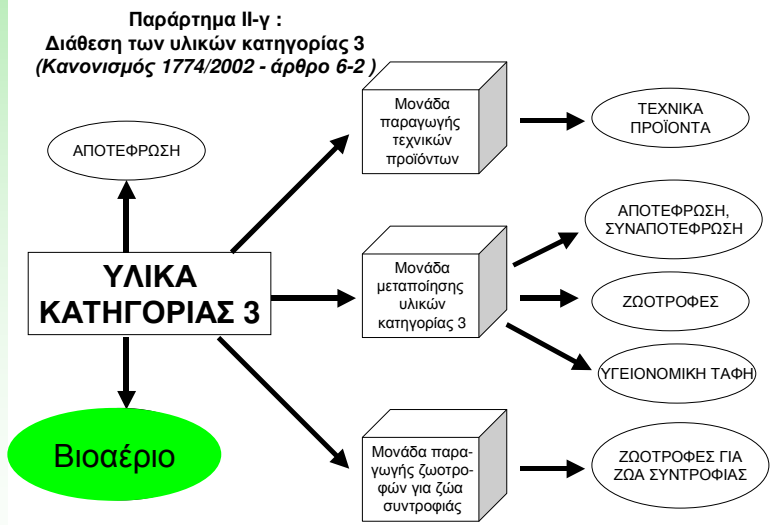 Παράρτημα ΙΙ-γ :
Διάθεση των υλικών κατηγορίας 3
(Κανονισμός 1774/2002 - άρθρο 6-2 )
ΑΠΟΤΕΦΡΩΣΗ
ΥΛΙΚΑ
ΚΑΤΗΓΟΡΙΑΣ 3
Βιοαέριο
Μονάδα
παραγωγής
τεχνικών
προϊόντων
ΤΕΧΝΙΚΑ
ΠΡΟΪΟΝΤΑ
Μονάδα
μεταποίησης
υλικών
κατηγορίας 3
ΑΠΟΤΕΦΡΩΣΗ,
ΣΥΝΑΠΟΤΕΦΡΩΣΗ
ΖΩΟΤΡΟΦΕΣ
ΥΓΕΙΟΝΟΜΙΚΗ ΤΑΦΗ
Μονάδα παρα-
γωγής ζωοτρο-
φών για ζώα
συντροφιάς
ΖΩΟΤΡΟΦΕΣ ΓΙΑ
ΖΩΑ ΣΥΝΤΡΟΦΙΑΣ